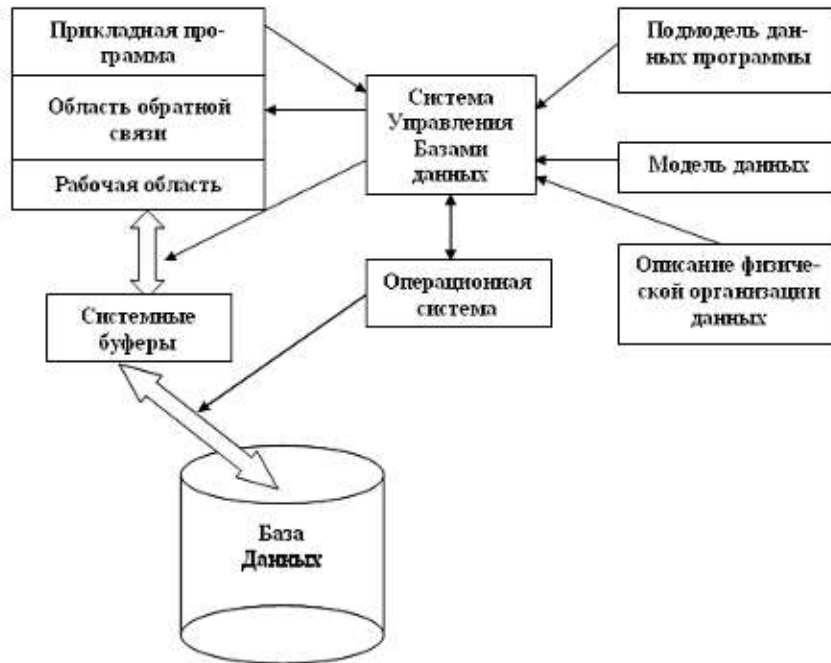 Прикладная про-
грамма
Область обратной
связи
Рабочая область
Системные
буферы
Система
Управления
Базами
данных
Операционная
система
Подмодель дан-
ных программы
Модель данных
Описание физиче-
ской организации
данных
База
Данных